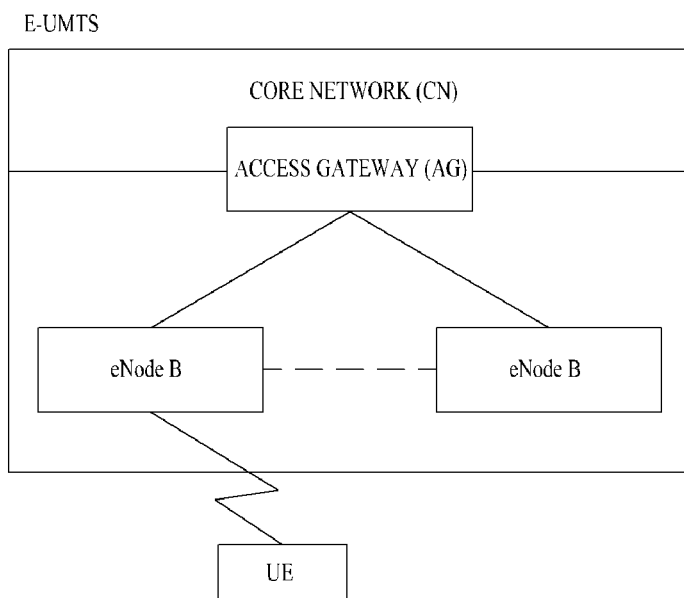 E-UMTS
CORE NETWORK (CN)
ACCESS GATEWAY (AG)
eNode B
eNode B
UE